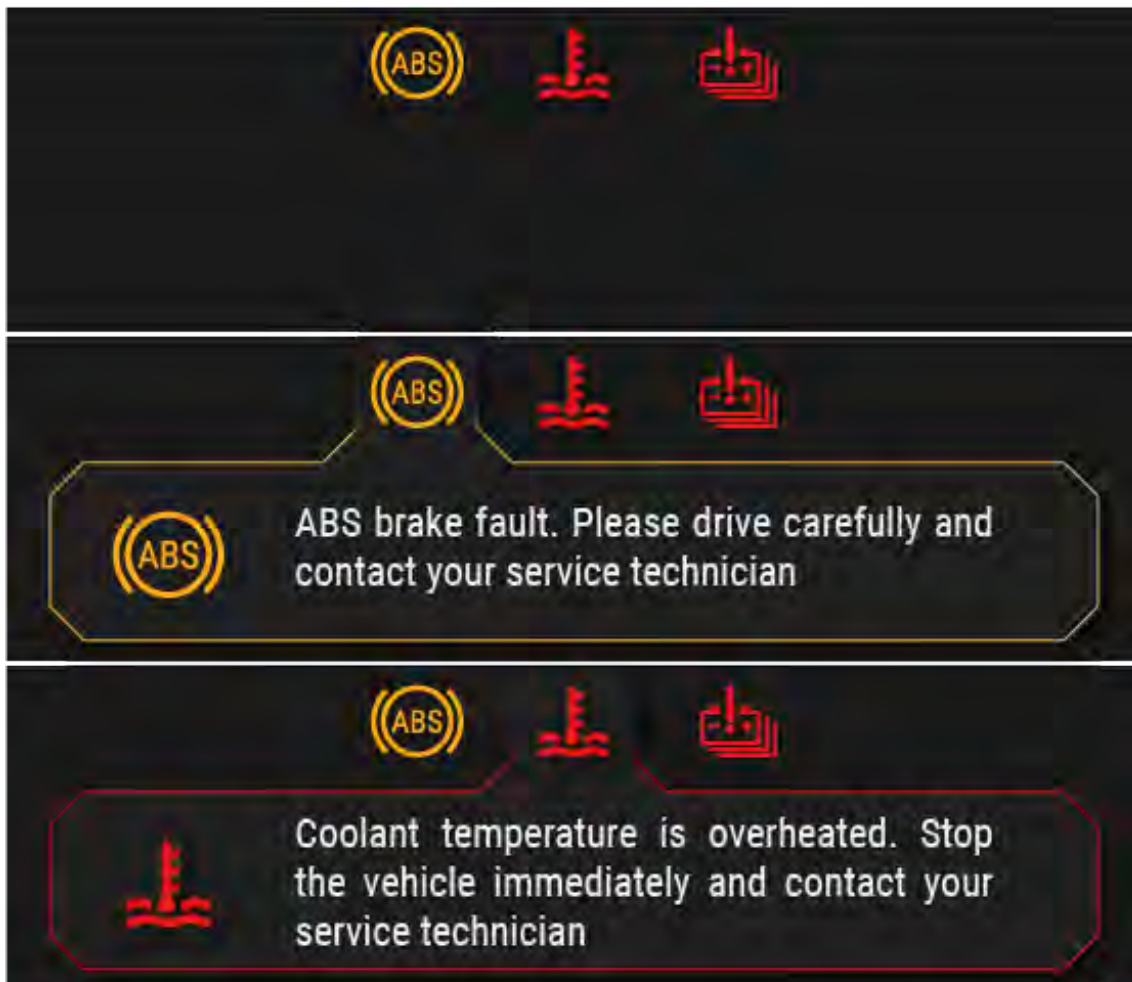 ABS
ABS
ABS
ABS brake fault. Please drive carefully and
contact your service technician
ABS
Coolant temperature is overheated. Stop
the vehicle immediately and contact your
service technician